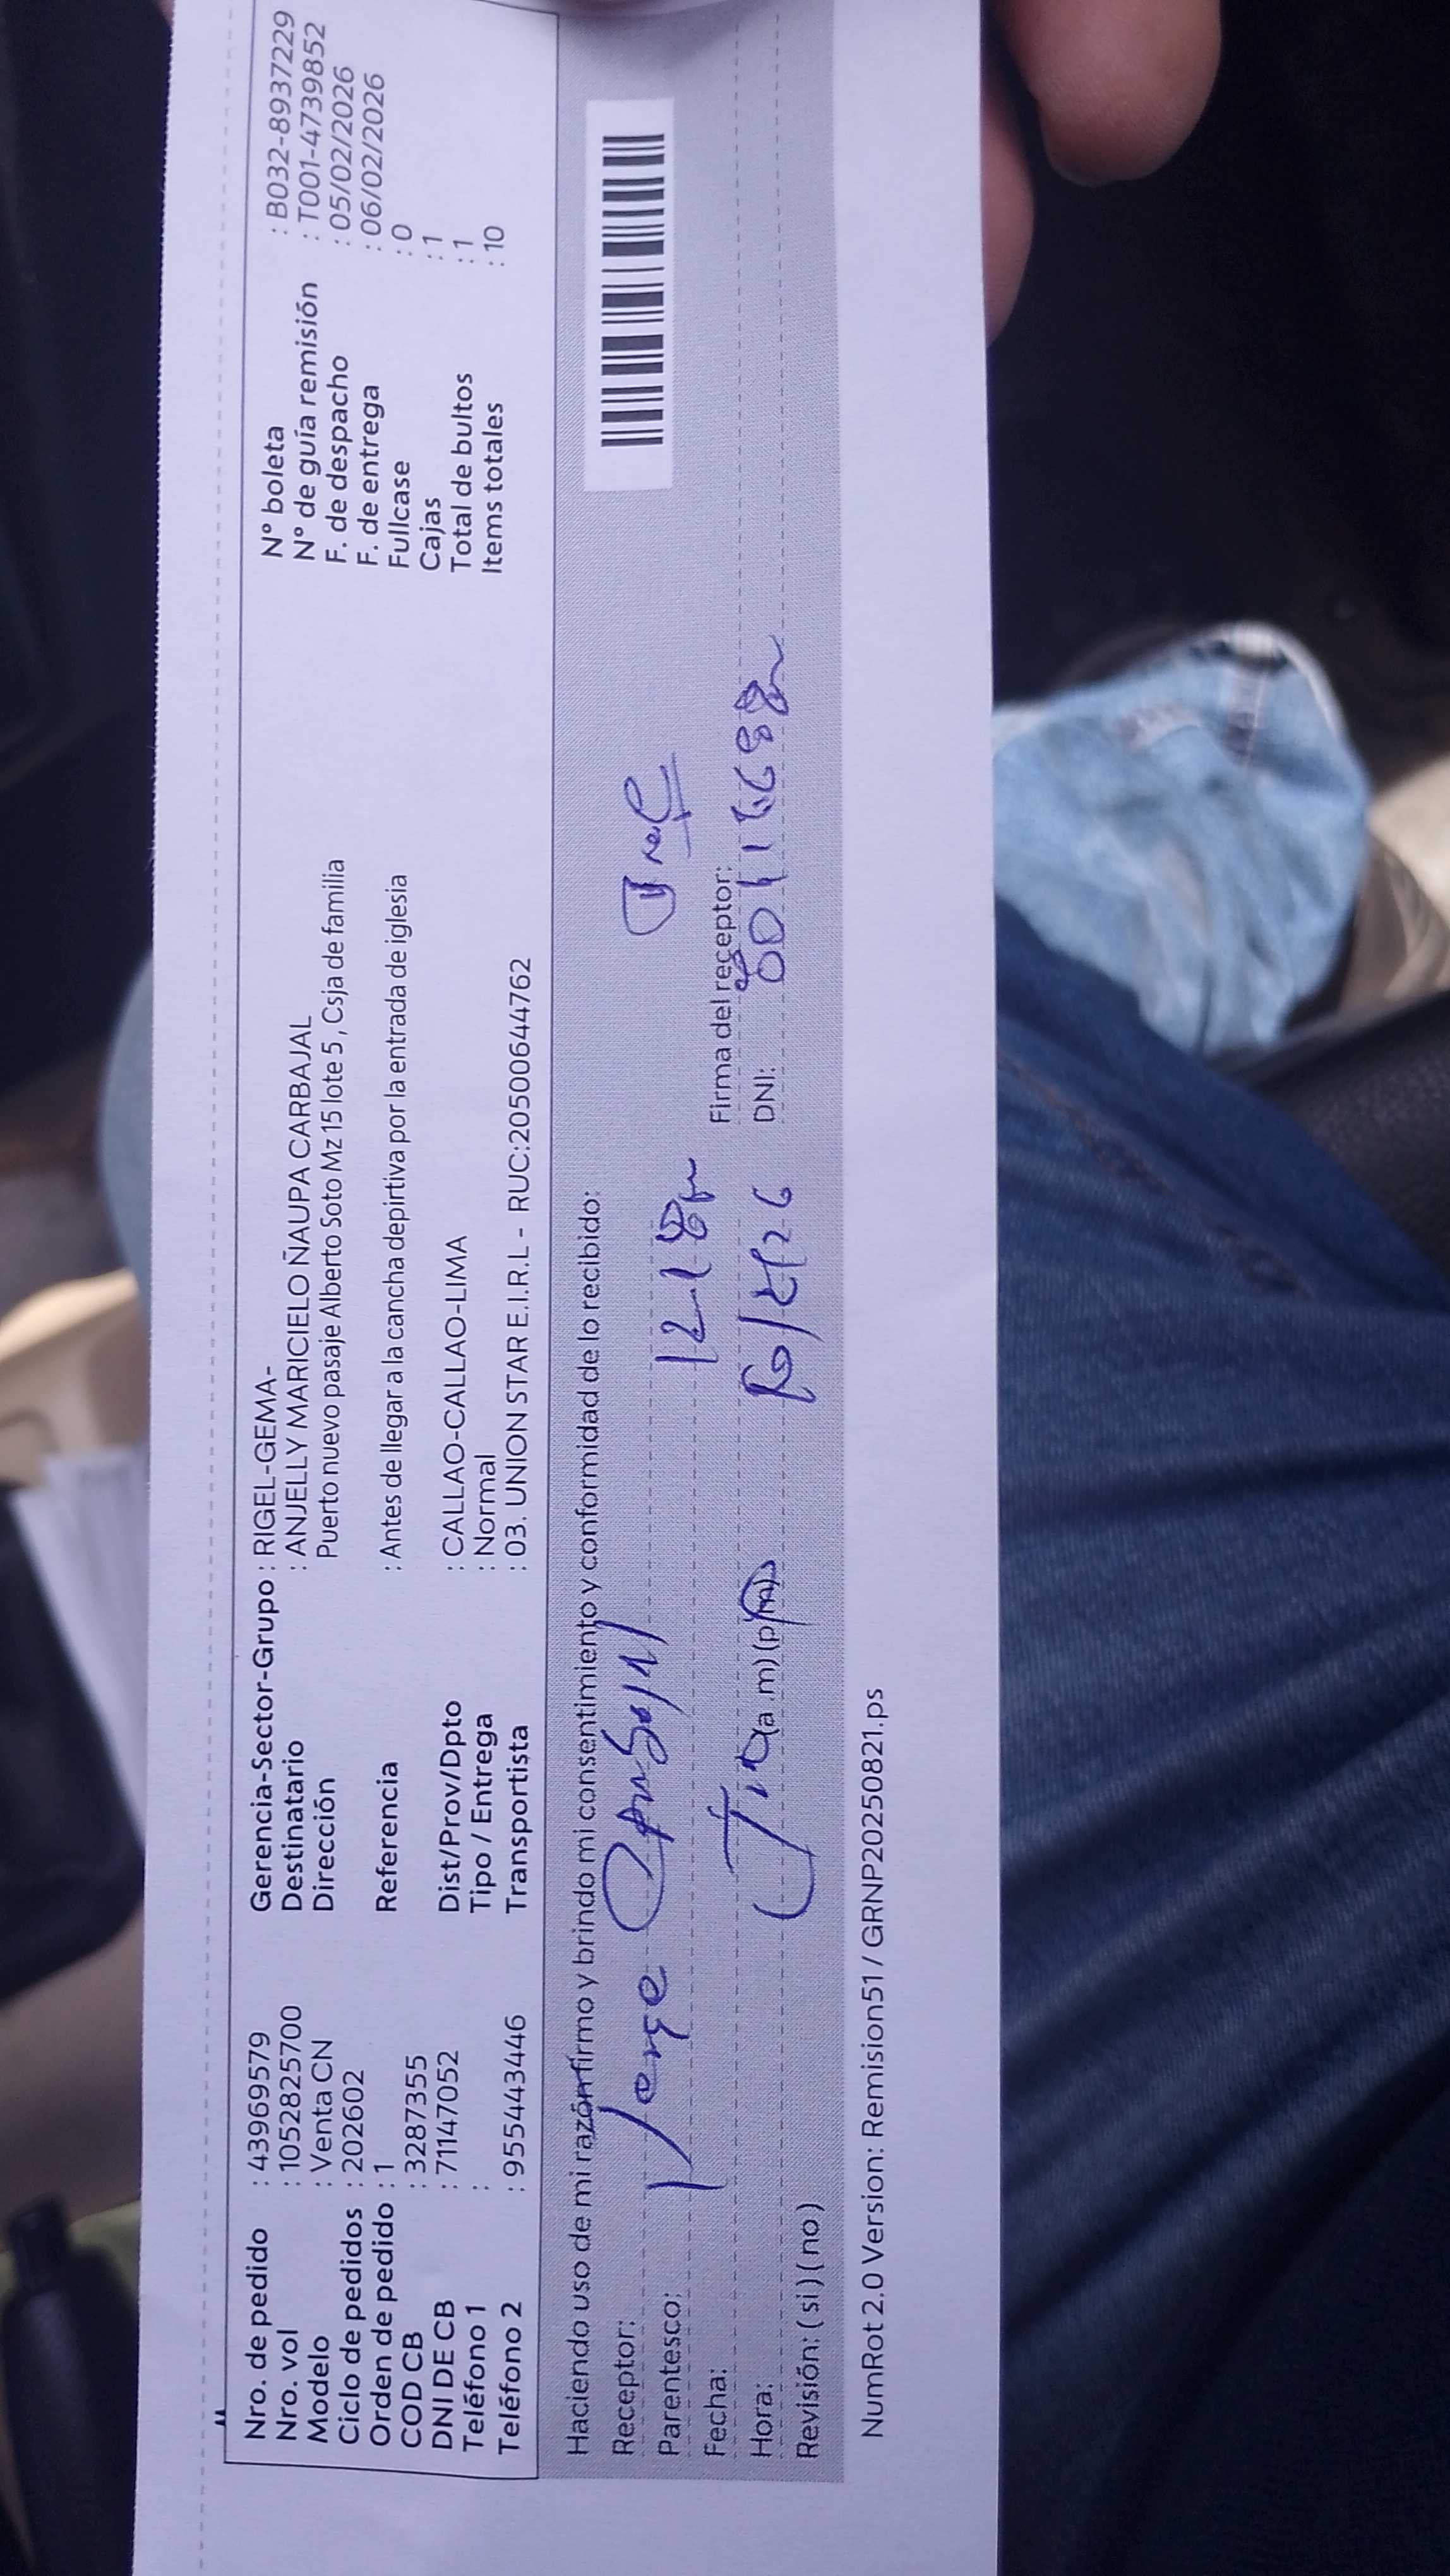 Nro. de pedido : 43969579
Nro. vol : 1052825700
Modelo : Venta CN
Ciclo de pedidos : 202602
Orden de pedido : 1
COD CB : 3287355
DNI DE CB : 71147052
Teléfono 1 :
Teléfono 2 : 955443446
Gerencia-Sector-Grupo : RIGEL-GEMA-
Destinatario : ANJELLY MARICIELO ÑAUPA CARBAJAL
Dirección Puerto nuevo pasaje Alberto Soto Mz 15 lote 5 , Csja de familia
Referencia : Antes de llegar a la cancha depirtiva por la entrada de iglesia
Dist/Prov/Dpto : CALLAO-CALLAO-LIMA
Tipo / Entrega : Normal
Transportista : 03. UNION STAR E.I.R.L - RUC:20500644762
N° boleta : B032-8937229
N° de guía remisión : T001-4739852
F. de despacho : 05/02/2026
F. de entrega : 06/02/2026
Fullcase : 0
Cajas : 1
Total de bultos : 1
Items totales : 10
Haciendo uso de mi razón firmo y brindo mi consentimiento y conformidad de lo recibido:
Receptor: Jorge
Parentesco:
Fecha:
Hora: (a.m) (p.m)
Revisión: ( si ) ( no )
Firma del receptor:
DNI:
NumRot 2.0 Version: Remision51 / GRNP20250821.ps